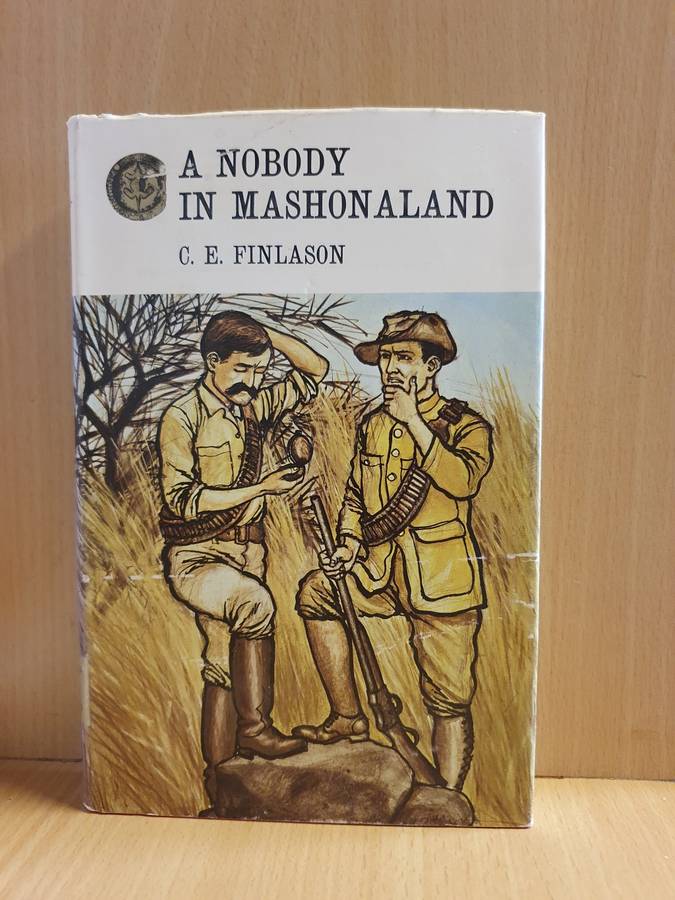 A NOBODY
IN MASHONALAND
C. E. FINLASON